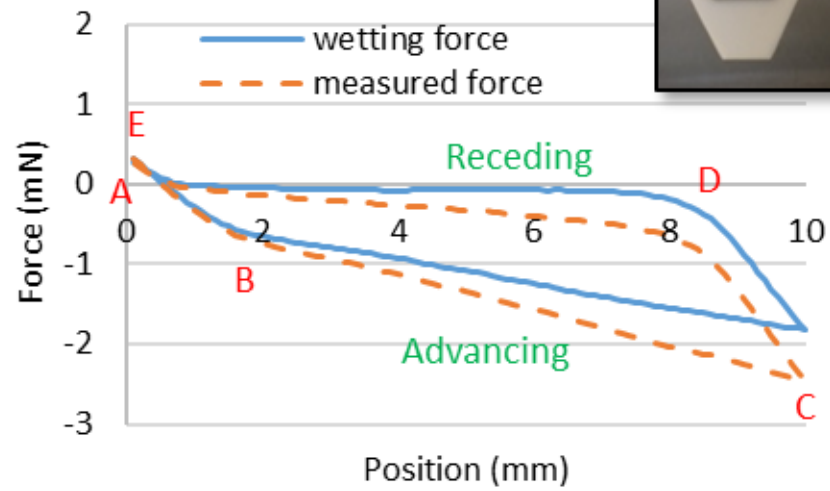 2
wetting force
measured force
1
E
Receding
D
0
A
0
2
4
6
8
10
B
-1
Advancing
-2
C
-3
Force (mN)
Position (mm)